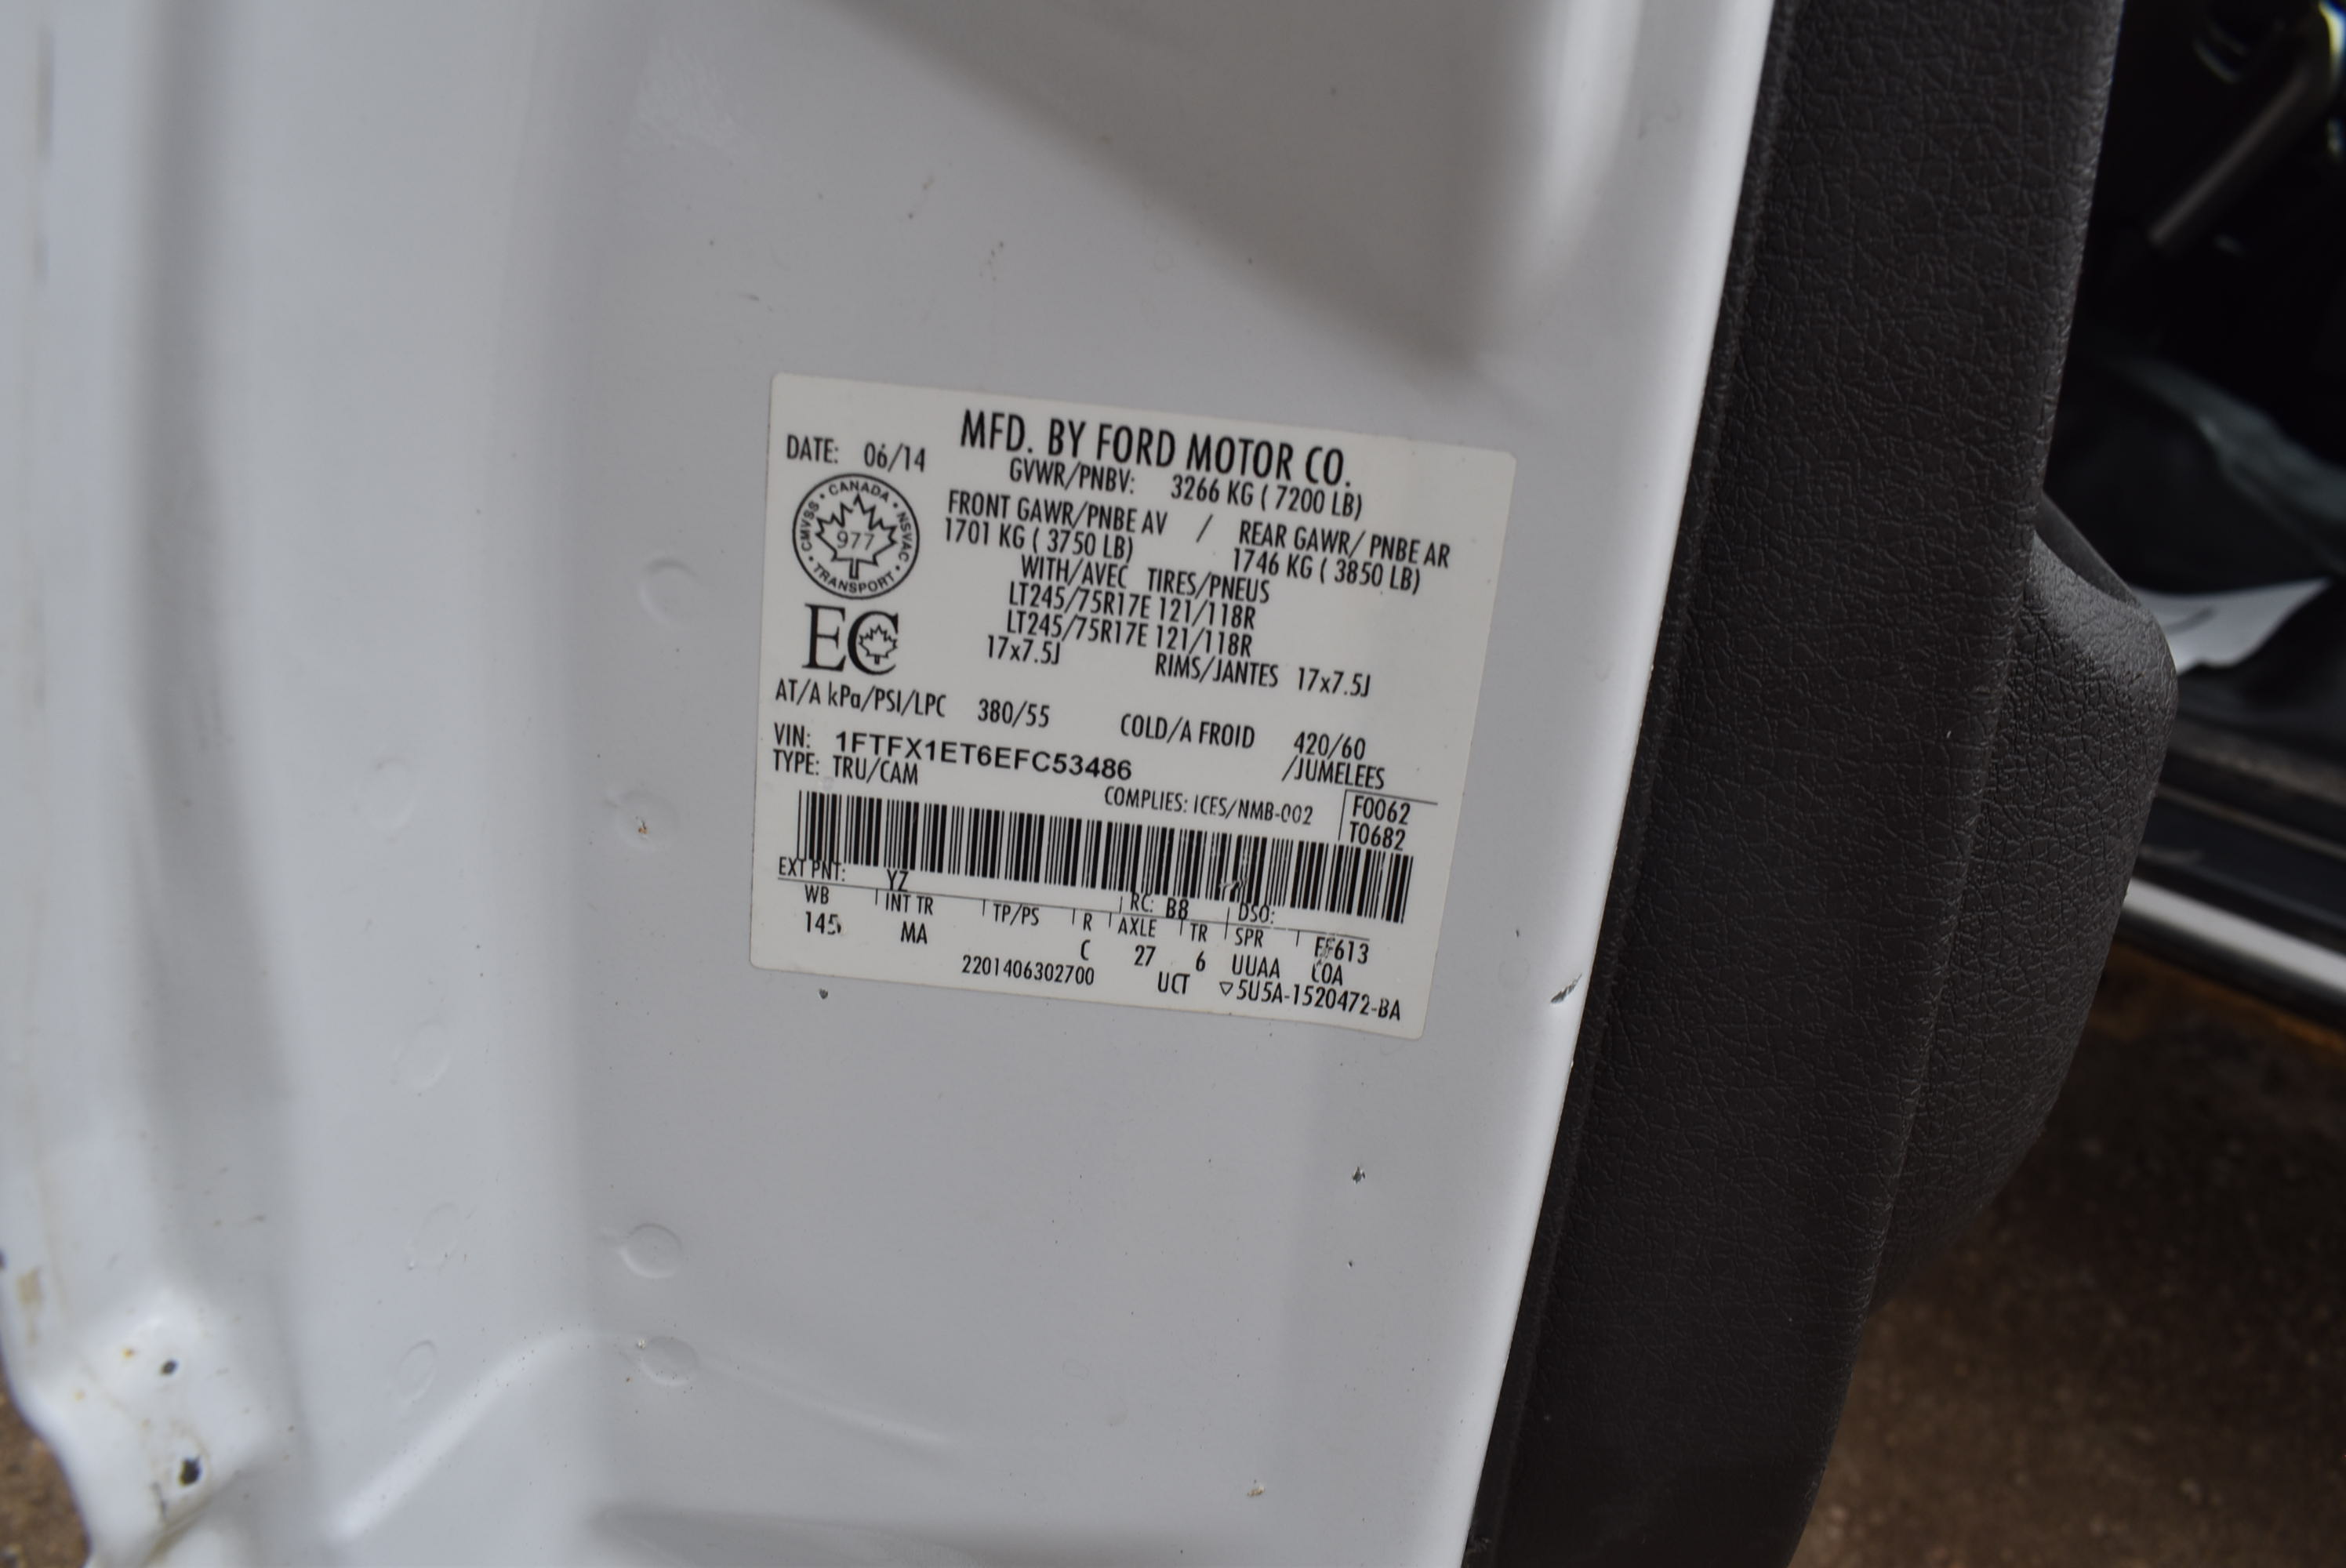 MFD. BY FORD MOTOR CO.
DATE: 06/14
GVWR/PNBV: 3266 KG ( 7200 LB)
FRONT GAWR/PNBE AV / REAR GAWR/ PNBE AR
1701 KG ( 3750 LB) 1746 KG ( 3850 LB)
WITH/AVEC TIRES/PNEUS
LT245/75R17E 121/118R
LT245/75R17E 121/118R
17x7.5J RIMS/JANTES 17x7.5J
CMVSS • CANADA • NSVAC • TRANSPORT •
977
EC
AT/A kPa/PSI/LPC 380/55 COLD/A FROID 420/60
VIN: 1FTFX1ET6EFC53486 /JUMELEES
TYPE: TRU/CAM
COMPLIES: ICES/NMB-002 F0062
T0682
EXT PNT: YZ RC: B8 DSO:
WB INT TR TP/PS R AXLE TR SPR FF613
145 MA C 27 6 UUAA C0A
2201406302700 UCT ▽5U5A-1520472-BA